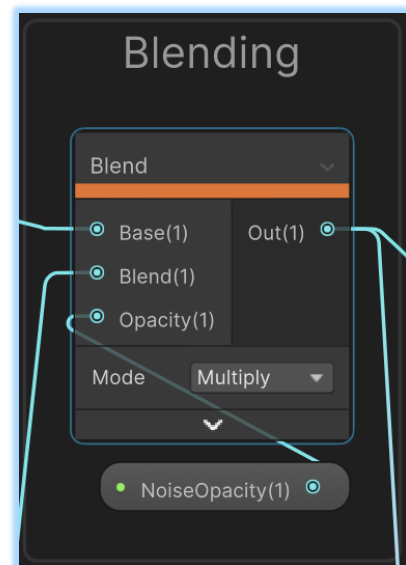 Blending
Blend
Base(1) Out(1)
Blend(1)
Opacity(1)
Mode Multiply
NoiseOpacity(1)